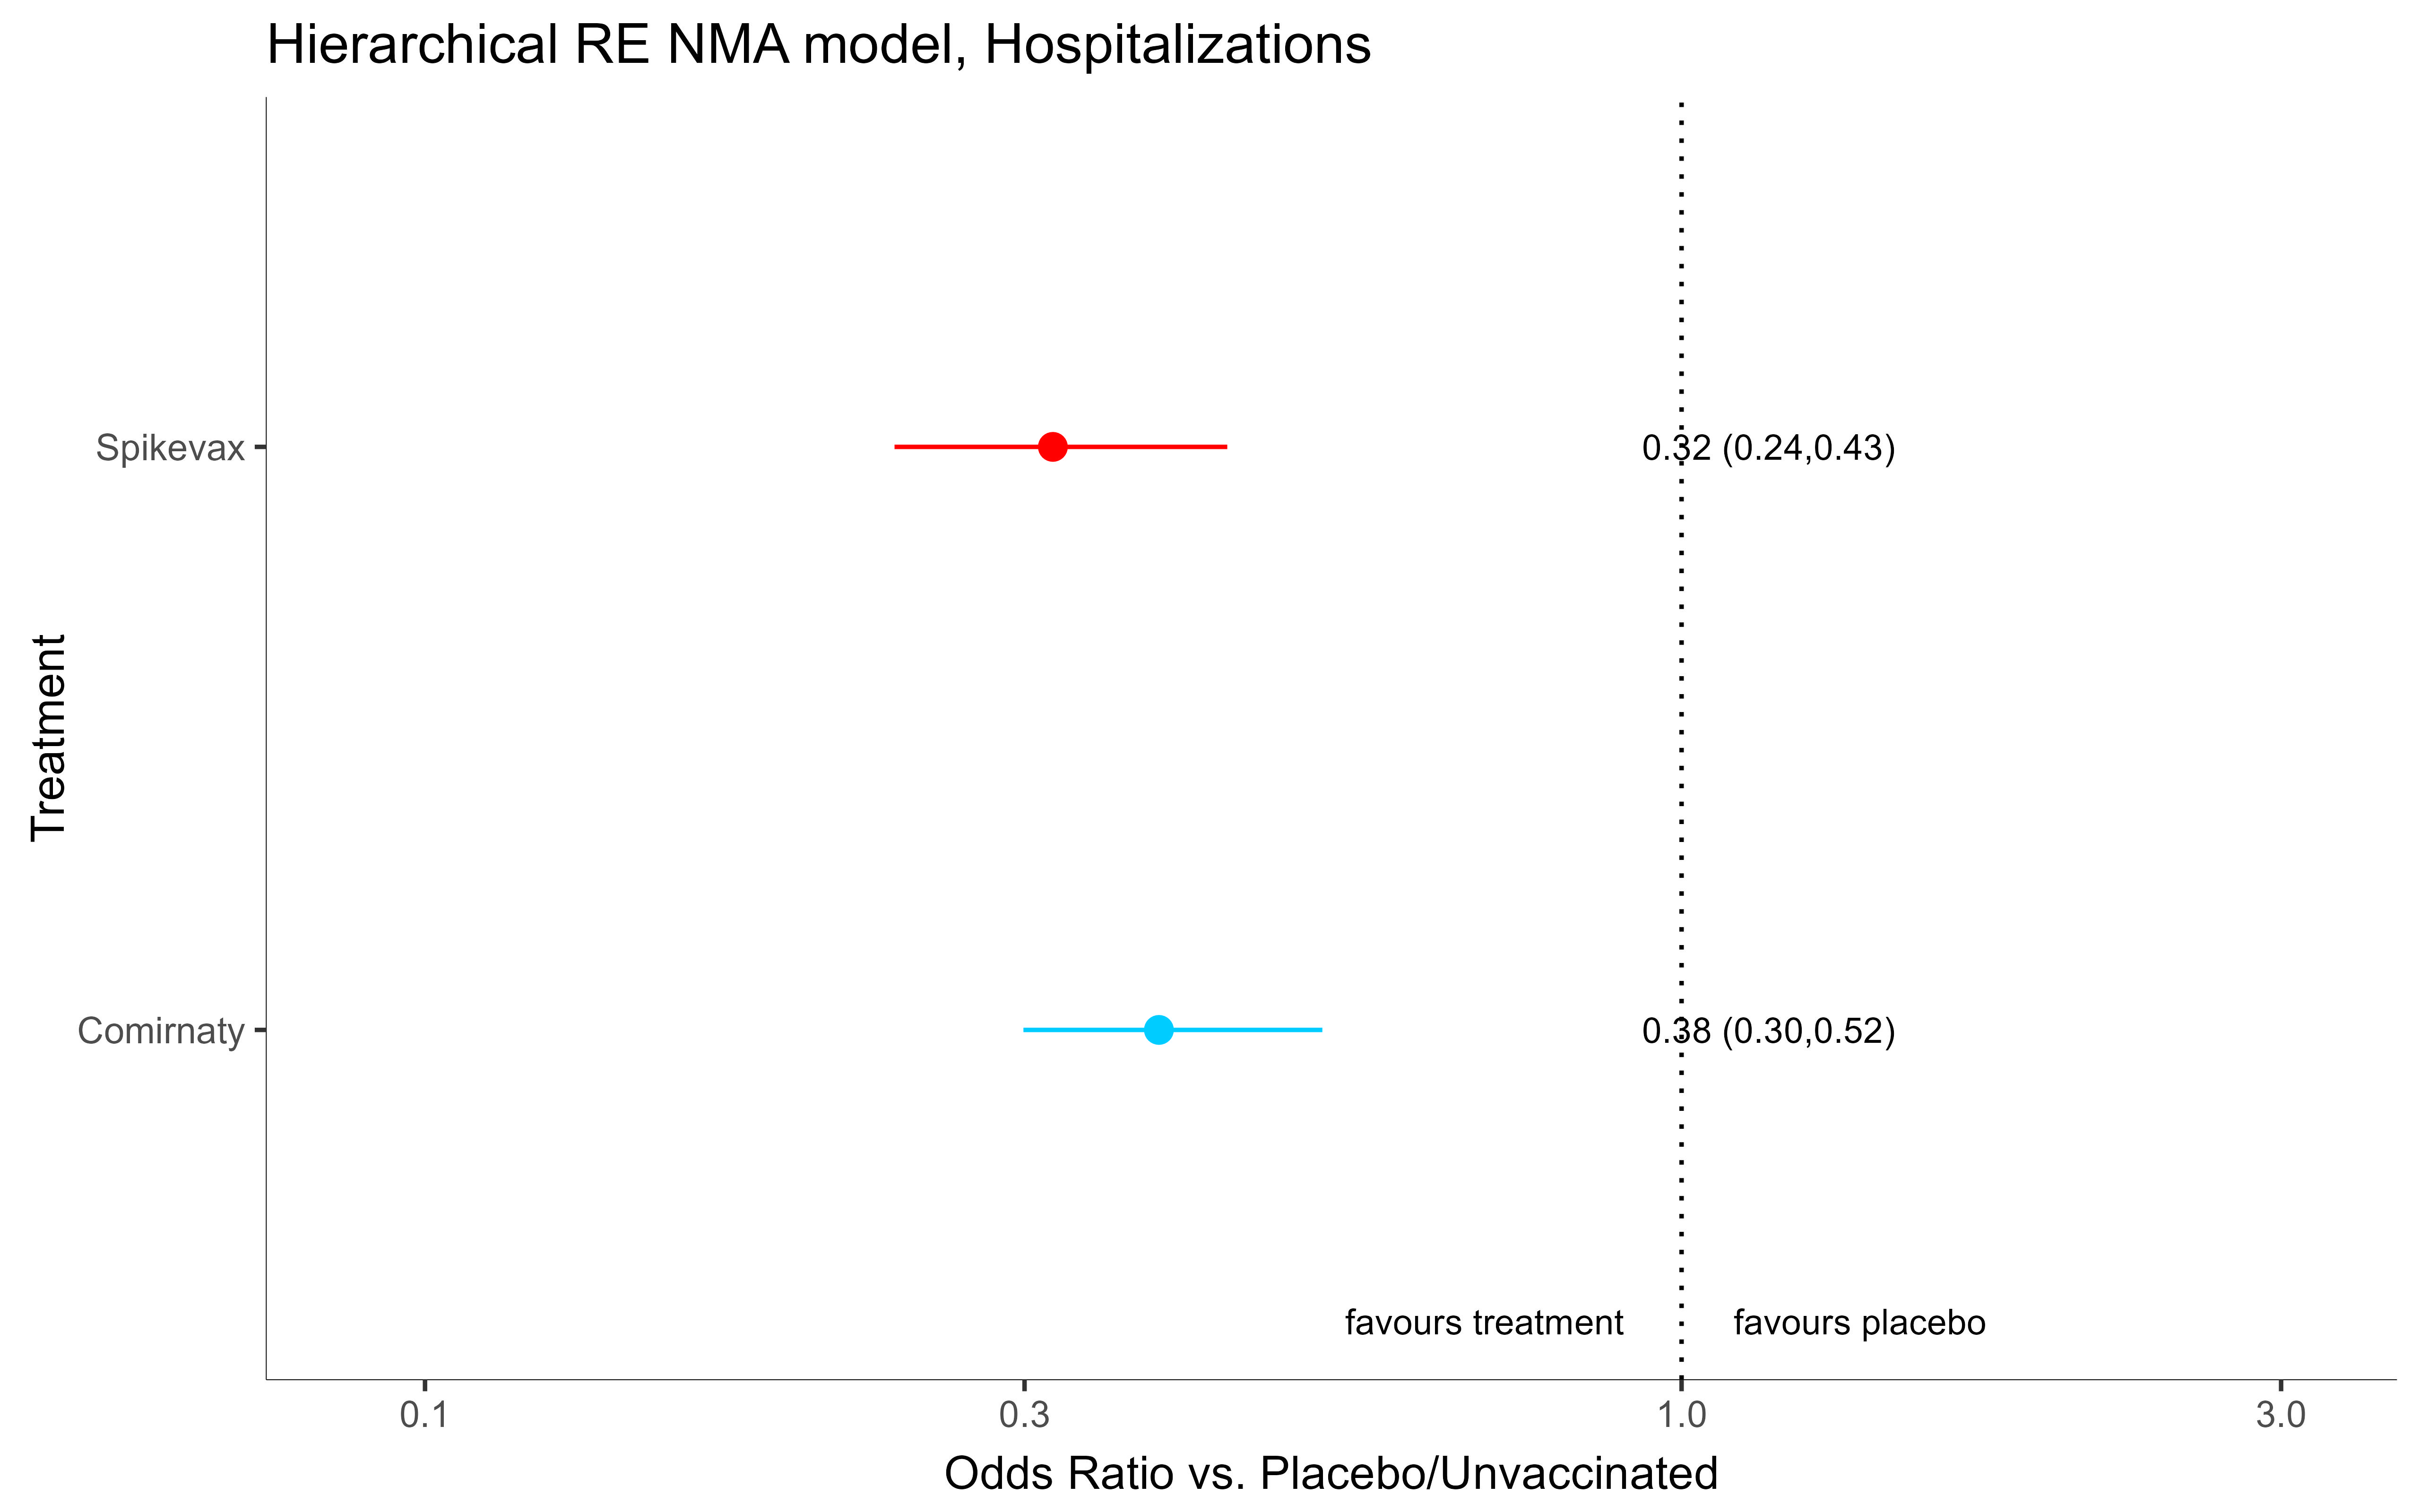 Hierarchical RE NMA model, Hospitalizations
Treatment
Spikevax
0.32 (0.24,0.43)
Comirnaty
0.38 (0.30,0.52)
favours treatment
favours placebo
0.1
0.3
1.0
3.0
Odds Ratio vs. Placebo/Unvaccinated